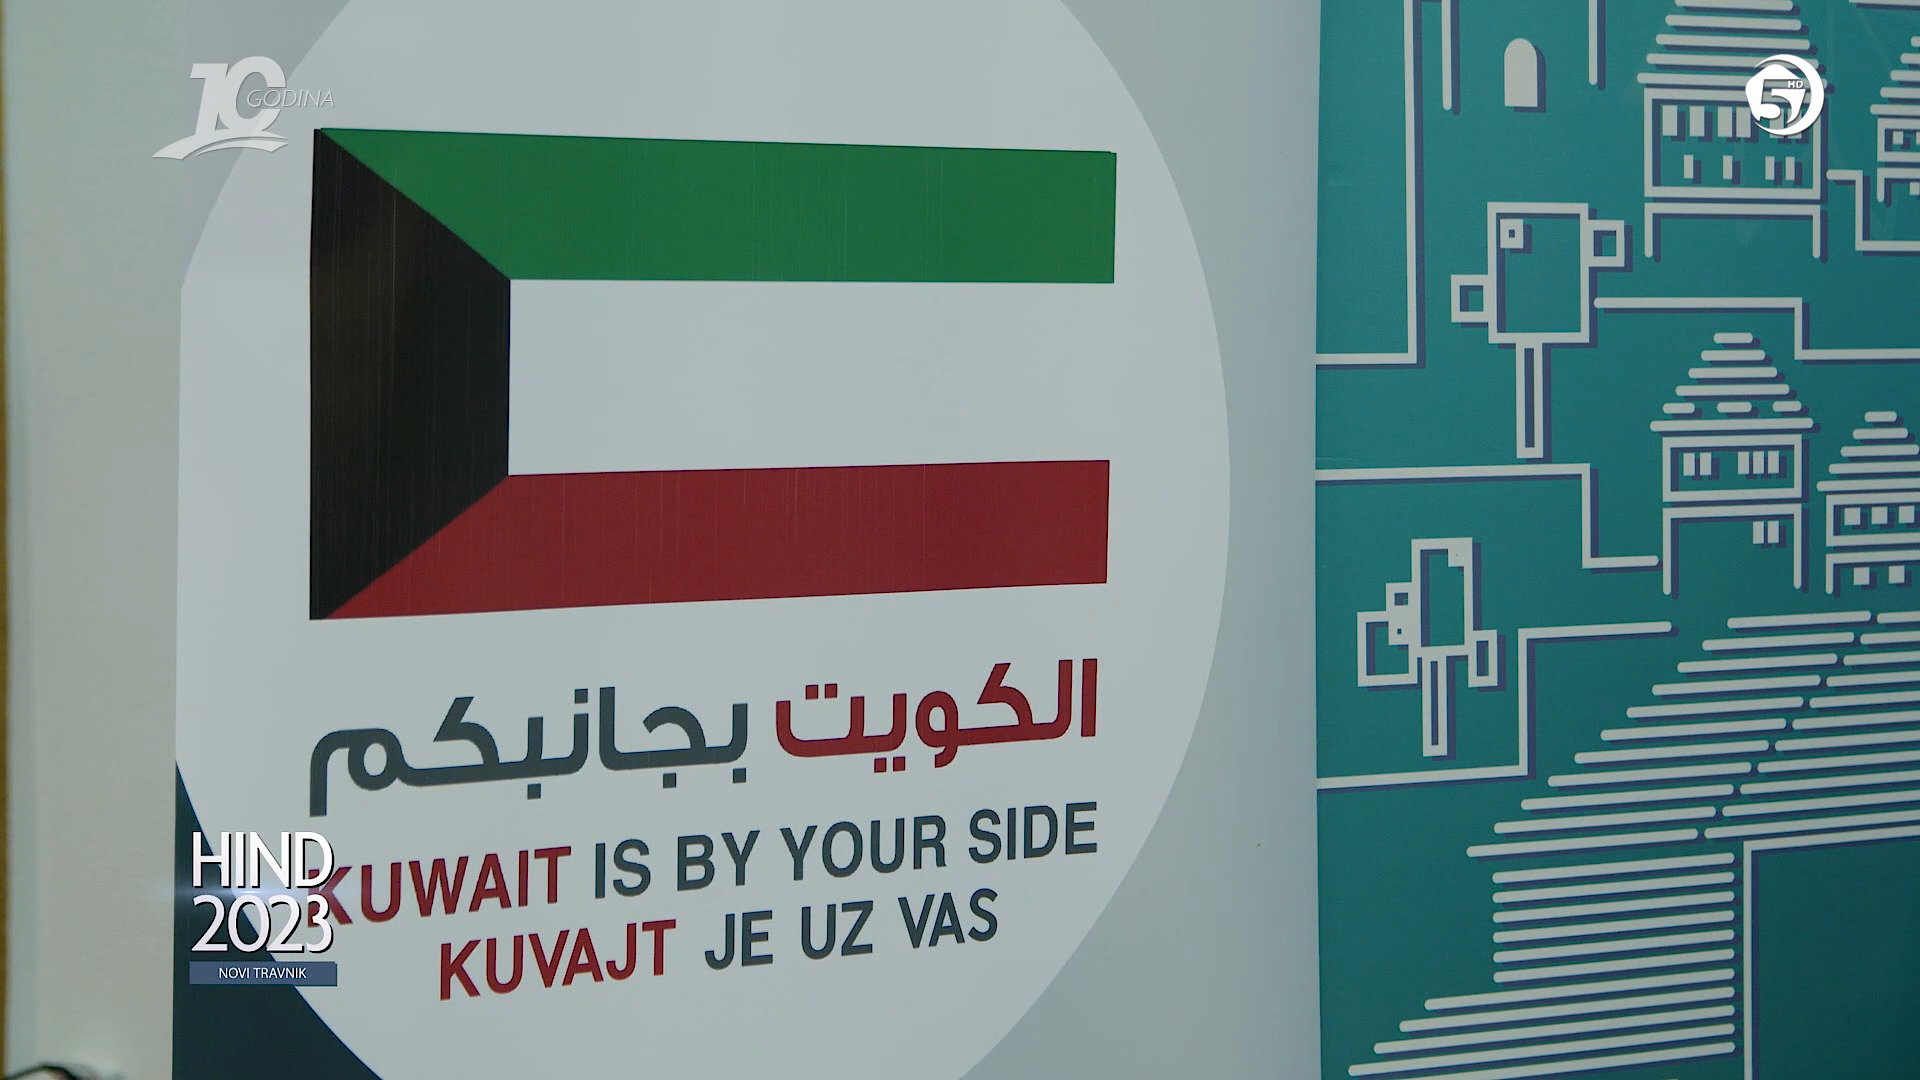 10 GODINA
5 HD
الكويت بجانبكم
KUWAIT IS BY YOUR SIDE
KUVAJT JE UZ VAS
HIND
2023
NOVI TRAVNIK